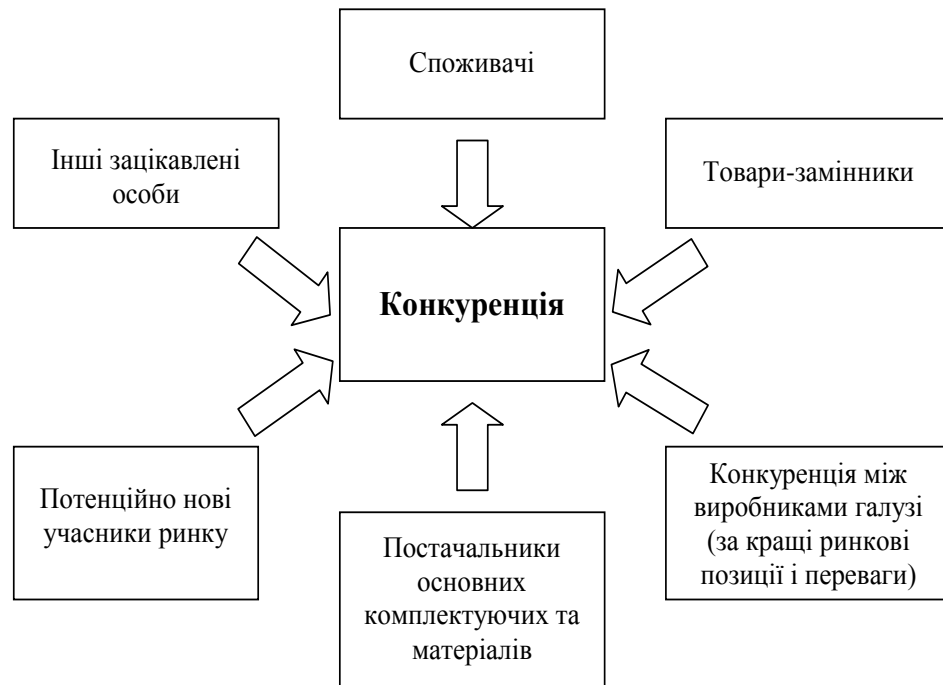 Споживачі
Інші зацікавлені
особи
Товари-замінники
Конкуренція
Потенційно нові
учасники ринку
Постачальники
основних
комплектуючих та
матеріалів
Конкуренція між
виробниками галузі
(за кращі ринкові
позиції і переваги)